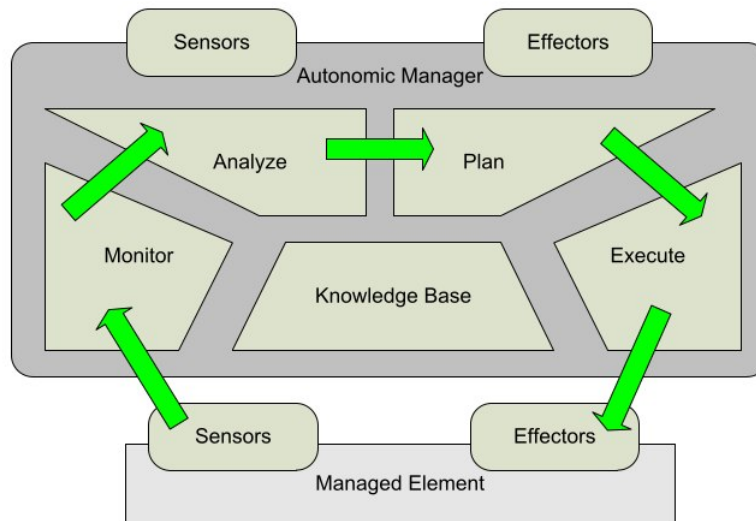 Sensors
Effectors
Autonomic Manager
Analyze
Plan
Monitor
Execute
Knowledge Base
Sensors
Effectors
Managed Element